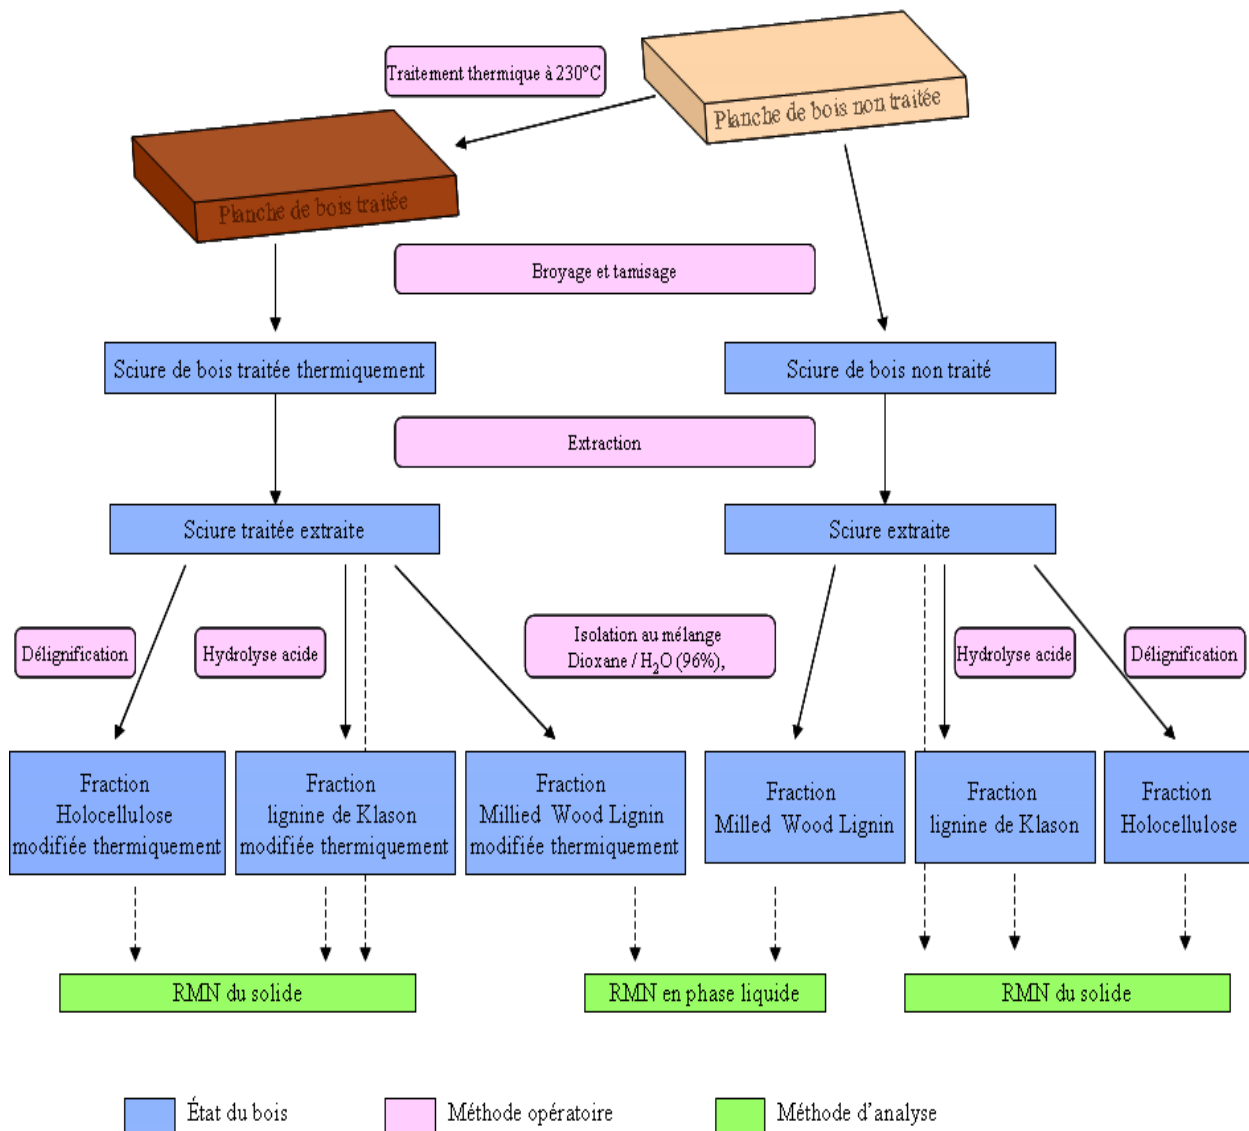 Traitement thermique à 230°C
Planche de bois non traitée
Planche de bois traitée
Broyage et tamisage
Sciure de bois traitée thermiquement
Sciure de bois non traité
Extraction
Sciure traitée extraite
Sciure extraite
Délignification
Hydrolyse acide
Isolation au mélange
Dioxane / H₂O (96%),
Hydrolyse acide
Délignification
Fraction
Holocellulose
modifiée thermiquement
Fraction
lignine de Klason
modifiée thermiquement
Fraction
Millied Wood Lignin
modifiée thermiquement
Fraction
Milled Wood Lignin
Fraction
lignine de Klason
Fraction
Holocellulose
RMN du solide
RMN en phase liquide
RMN du solide
État du bois
Méthode opératoire
Méthode d'analyse